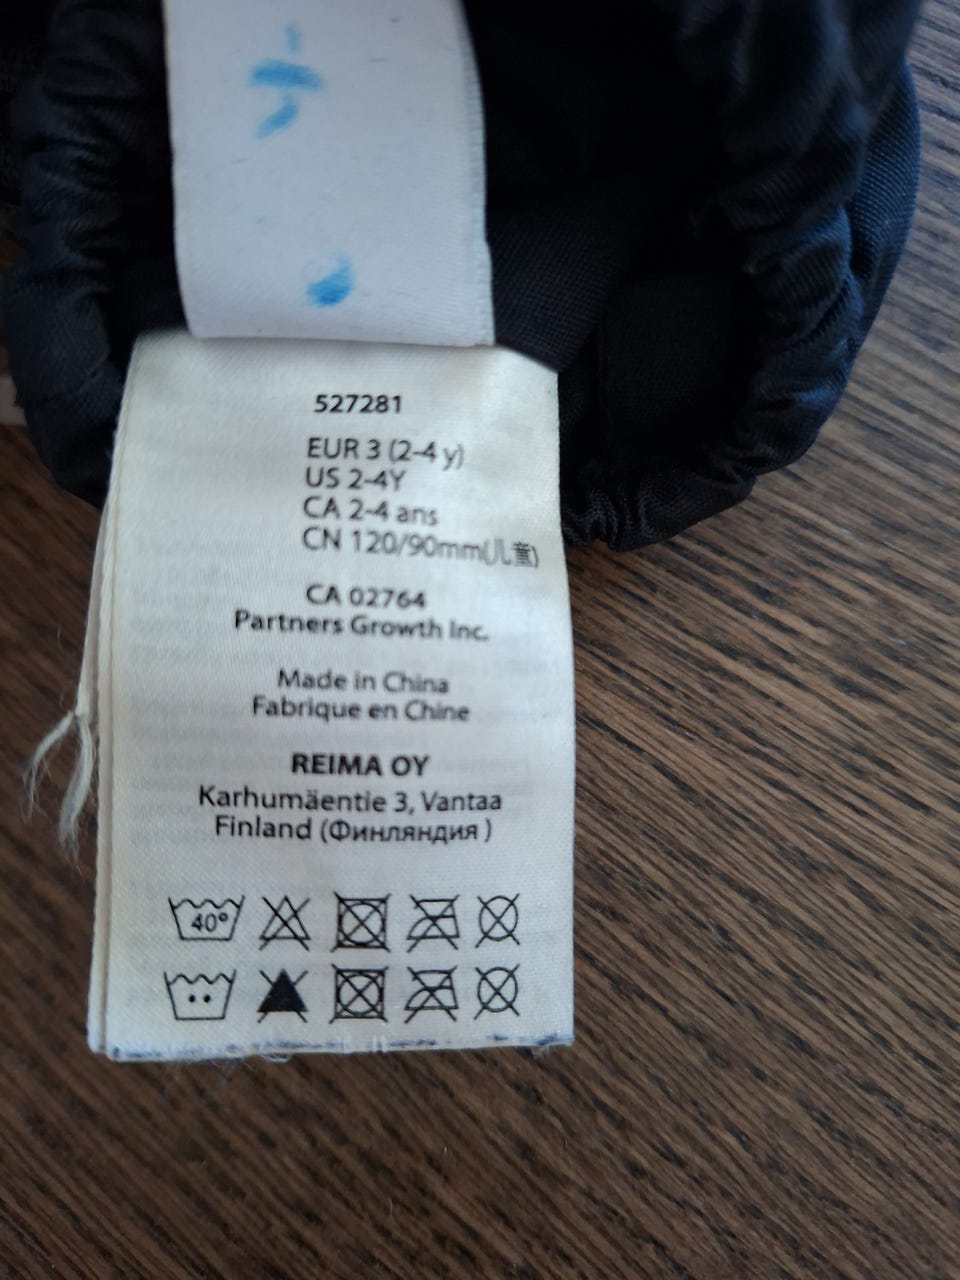 527281
EUR 3 (2-4 y)
US 2-4Y
CA 2-4 ans
CN 120/90mm(儿童)
CA 02764
Partners Growth Inc.
Made in China
Fabrique en Chine
REIMA OY
Karhumäentie 3, Vantaa
Finland (Финляндия )
40°